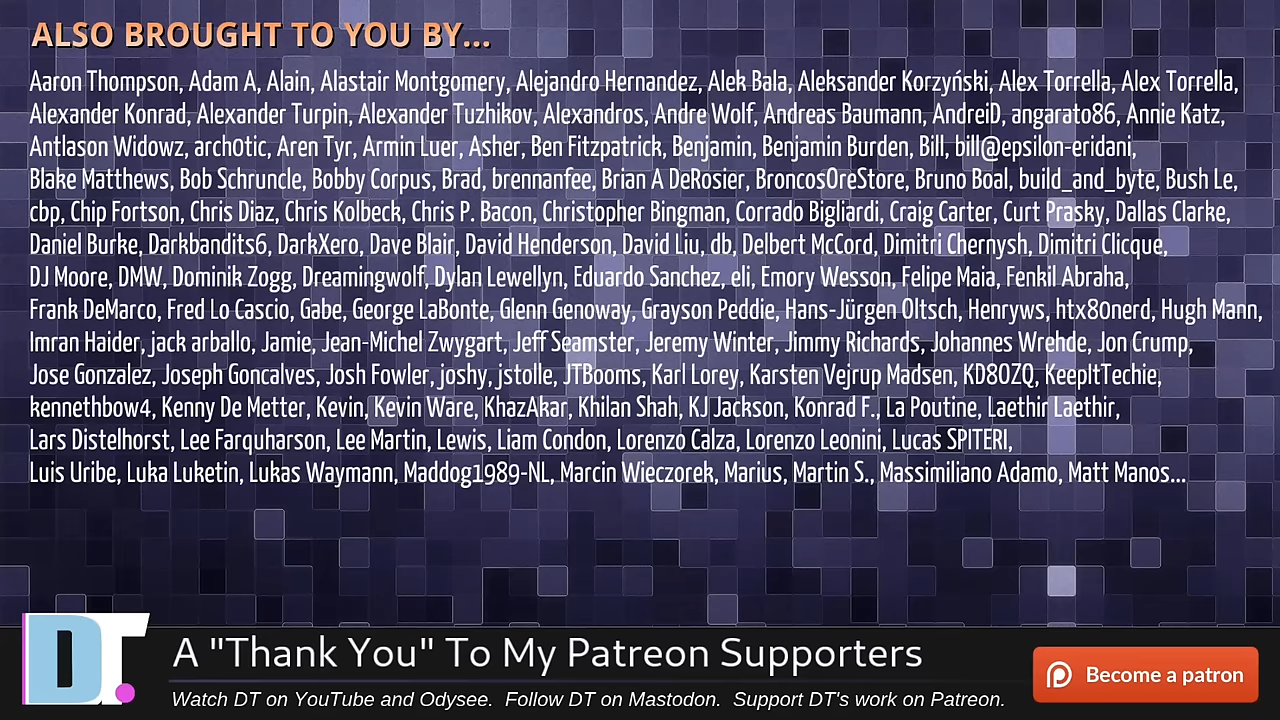 ALSO BROUGHT TO YOU BY...
Aaron Thompson, Adam A, Alain, Alastair Montgomery, Alejandro Hernandez, Alek Bala, Aleksander Korzyński, Alex Torrella, Alex Torrella,
Alexander Konrad, Alexander Turpin, Alexander Tuzhikov, Alexandros, Andre Wolf, Andreas Baumann, AndreiD, angarato86, Annie Katz,
Antlason Widowz, arch0tic, Aren Tyr, Armin Luer, Asher, Ben Fitzpatrick, Benjamin, Benjamin Burden, Bill, bill@epsilon-eridani,
Blake Matthews, Bob Schruncle, Bobby Corpus, Brad, brennanfee, Brian A DeRosier, BroncosOreStore, Bruno Boal, build_and_byte, Bush Le,
cbp, Chip Fortson, Chris Diaz, Chris Kolbeck, Chris P. Bacon, Christopher Bingman, Corrado Bigliardi, Craig Carter, Curt Prasky, Dallas Clarke,
Daniel Burke, Darkbandits6, DarkXero, Dave Blair, David Henderson, David Liu, db, Delbert McCord, Dimitri Chernysh, Dimitri Clicque,
DJ Moore, DMW, Dominik Zogg, Dreamingwolf, Dylan Lewellyn, Eduardo Sanchez, eli, Emory Wesson, Felipe Maia, Fenkil Abraha,
Frank DeMarco, Fred Lo Cascio, Gabe, George LaBonte, Glenn Genoway, Grayson Peddie, Hans-Jürgen Oltsch, Henryws, htx80nerd, Hugh Mann,
Imran Haider, jack arballo, Jamie, Jean-Michel Zwygart, Jeff Seamster, Jeremy Winter, Jimmy Richards, Johannes Wrehde, Jon Crump,
Jose Gonzalez, Joseph Goncalves, Josh Fowler, joshy, jstolle, JTBooms, Karl Lorey, Karsten Vejrup Madsen, KD8OZQ, KeepItTechie,
kennethbow4, Kenny De Metter, Kevin, Kevin Ware, KhazAkar, Khilan Shah, KJ Jackson, Konrad F., La Poutine, Laethir Laethir,
Lars Distelhorst, Lee Farquharson, Lee Martin, Lewis, Liam Condon, Lorenzo Calza, Lorenzo Leonini, Lucas SPITERI,
Luis Uribe, Luka Luketin, Lukas Waymann, Maddog1989-NL, Marcin Wieczorek, Marius, Martin S., Massimiliano Adamo, Matt Manos...
DT.
A "Thank You" To My Patreon Supporters
Watch DT on YouTube and Odysee. Follow DT on Mastodon. Support DT's work on Patreon.
Become a patron